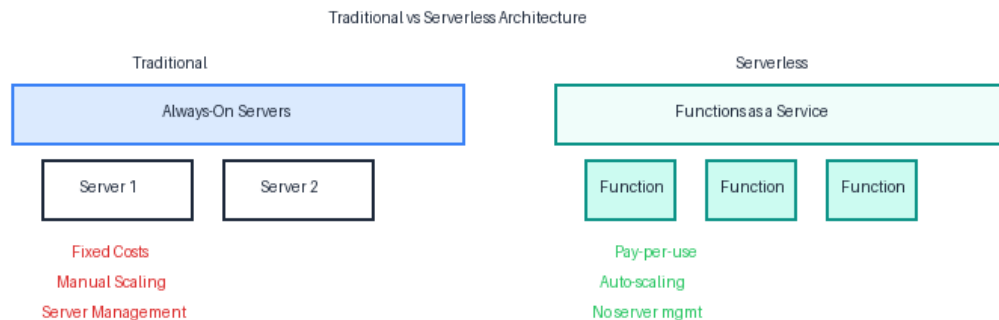 Traditional vs Serverless Architecture
Traditional
Always-On Servers
Server 1
Server 2
Fixed Costs
Manual Scaling
Server Management
Serverless
Functions as a Service
Function
Function
Function
Pay-per-use
Auto-scaling
No server mgmt